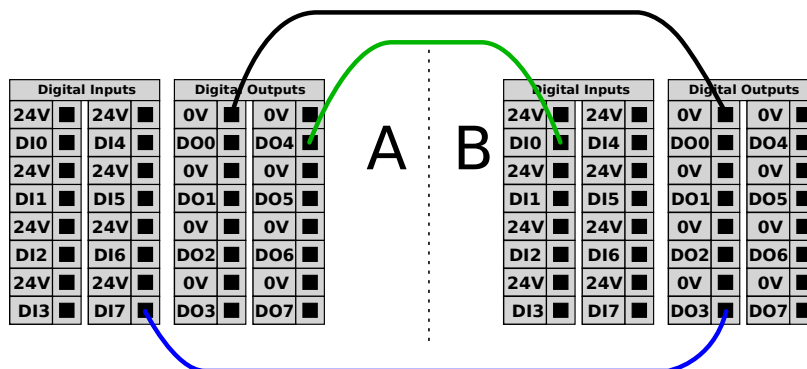 Digital Inputs Digital Outputs Digital Inputs Digital Outputs
24V 24V 0V 0V 24V 24V 0V 0V
DI0 DI4 DO0 DO4 A B DI0 DI4 DO0 DO4
24V 24V 0V 0V 24V 24V 0V 0V
DI1 DI5 DO1 DO5 DI1 DI5 DO1 DO5
24V 24V 0V 0V 24V 24V 0V 0V
DI2 DI6 DO2 DO6 DI2 DI6 DO2 DO6
24V 24V 0V 0V 24V 24V 0V 0V
DI3 DI7 DO3 DO7 DI3 DI7 DO3 DO7